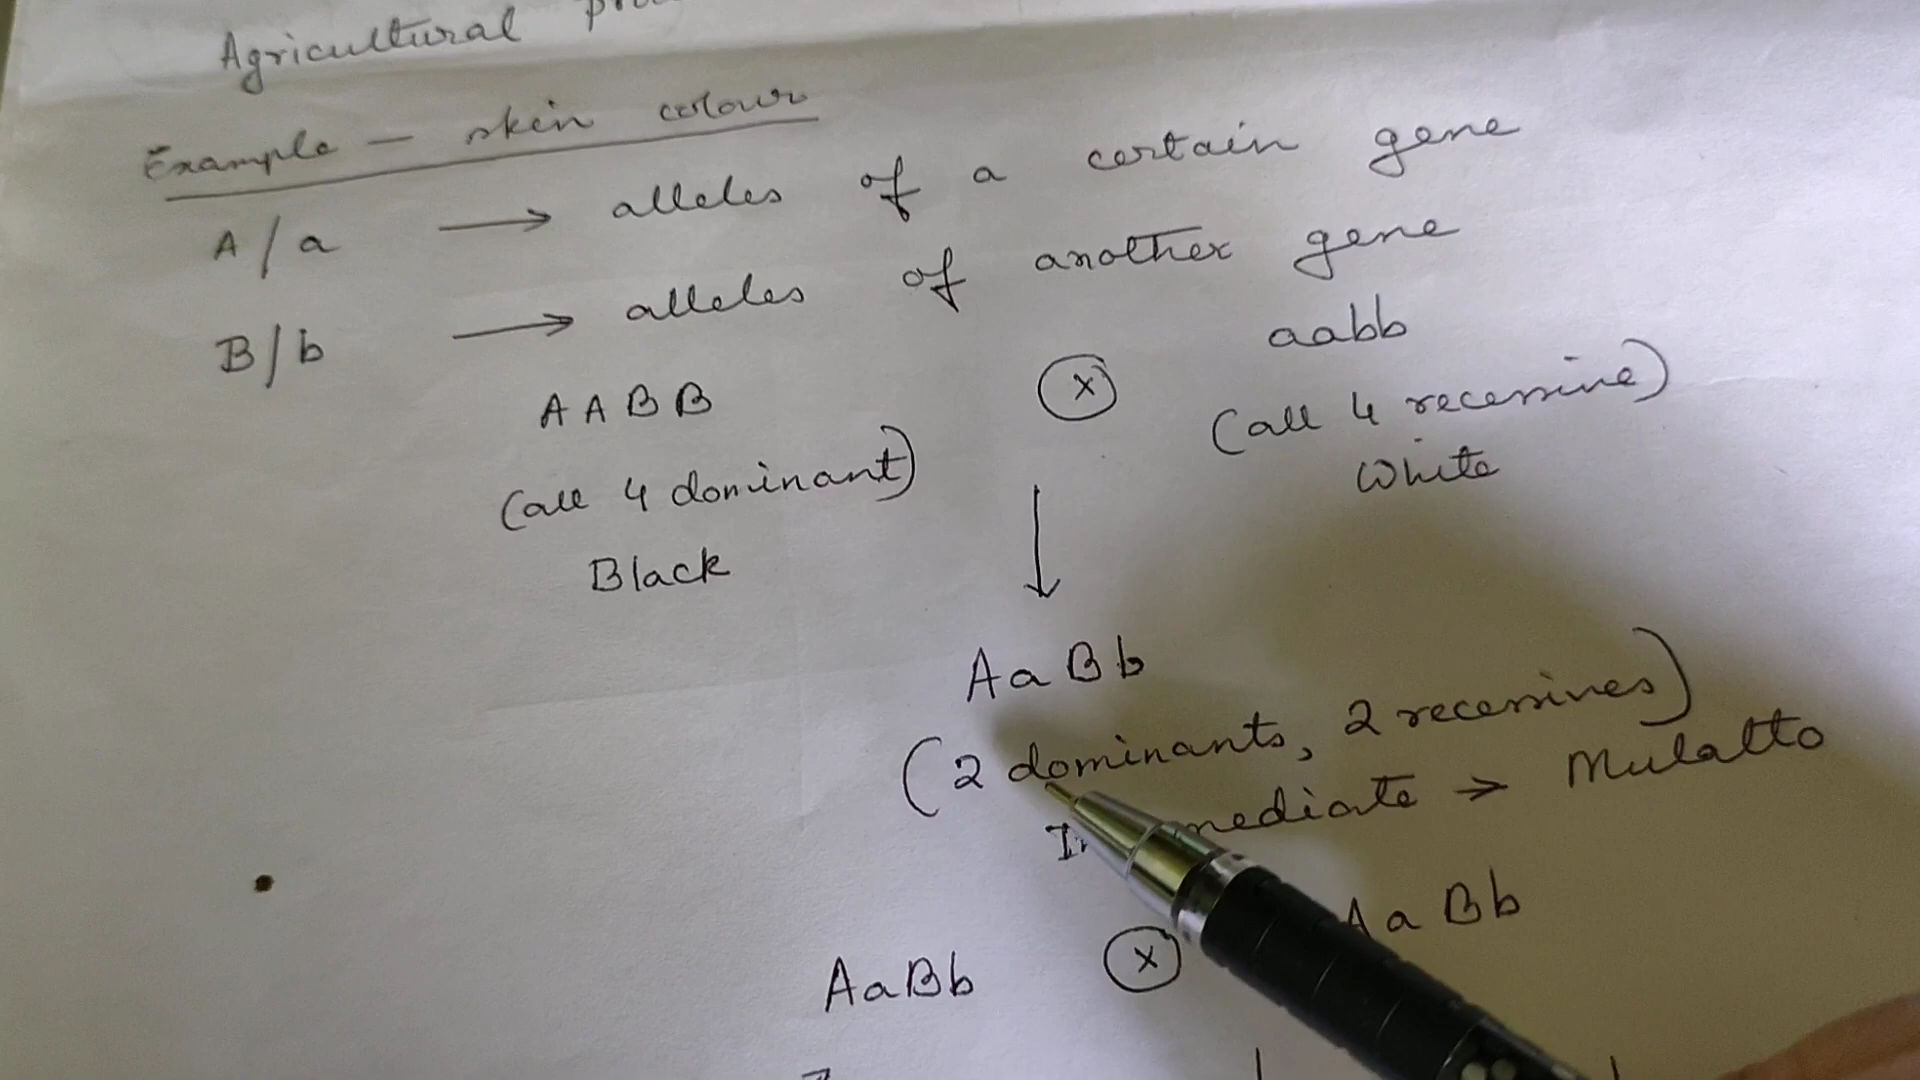 Agricultural
Example - skin colour
A/a → alleles of a certain gene
B/b → alleles of another gene
AABB ⓧ aabb
(all 4 dominant) (all 4 recessive)
Black White
↓
AaBb
(2 dominants, 2 recessives)
mediate → Mulatto
AaBb ⓧ AaBb